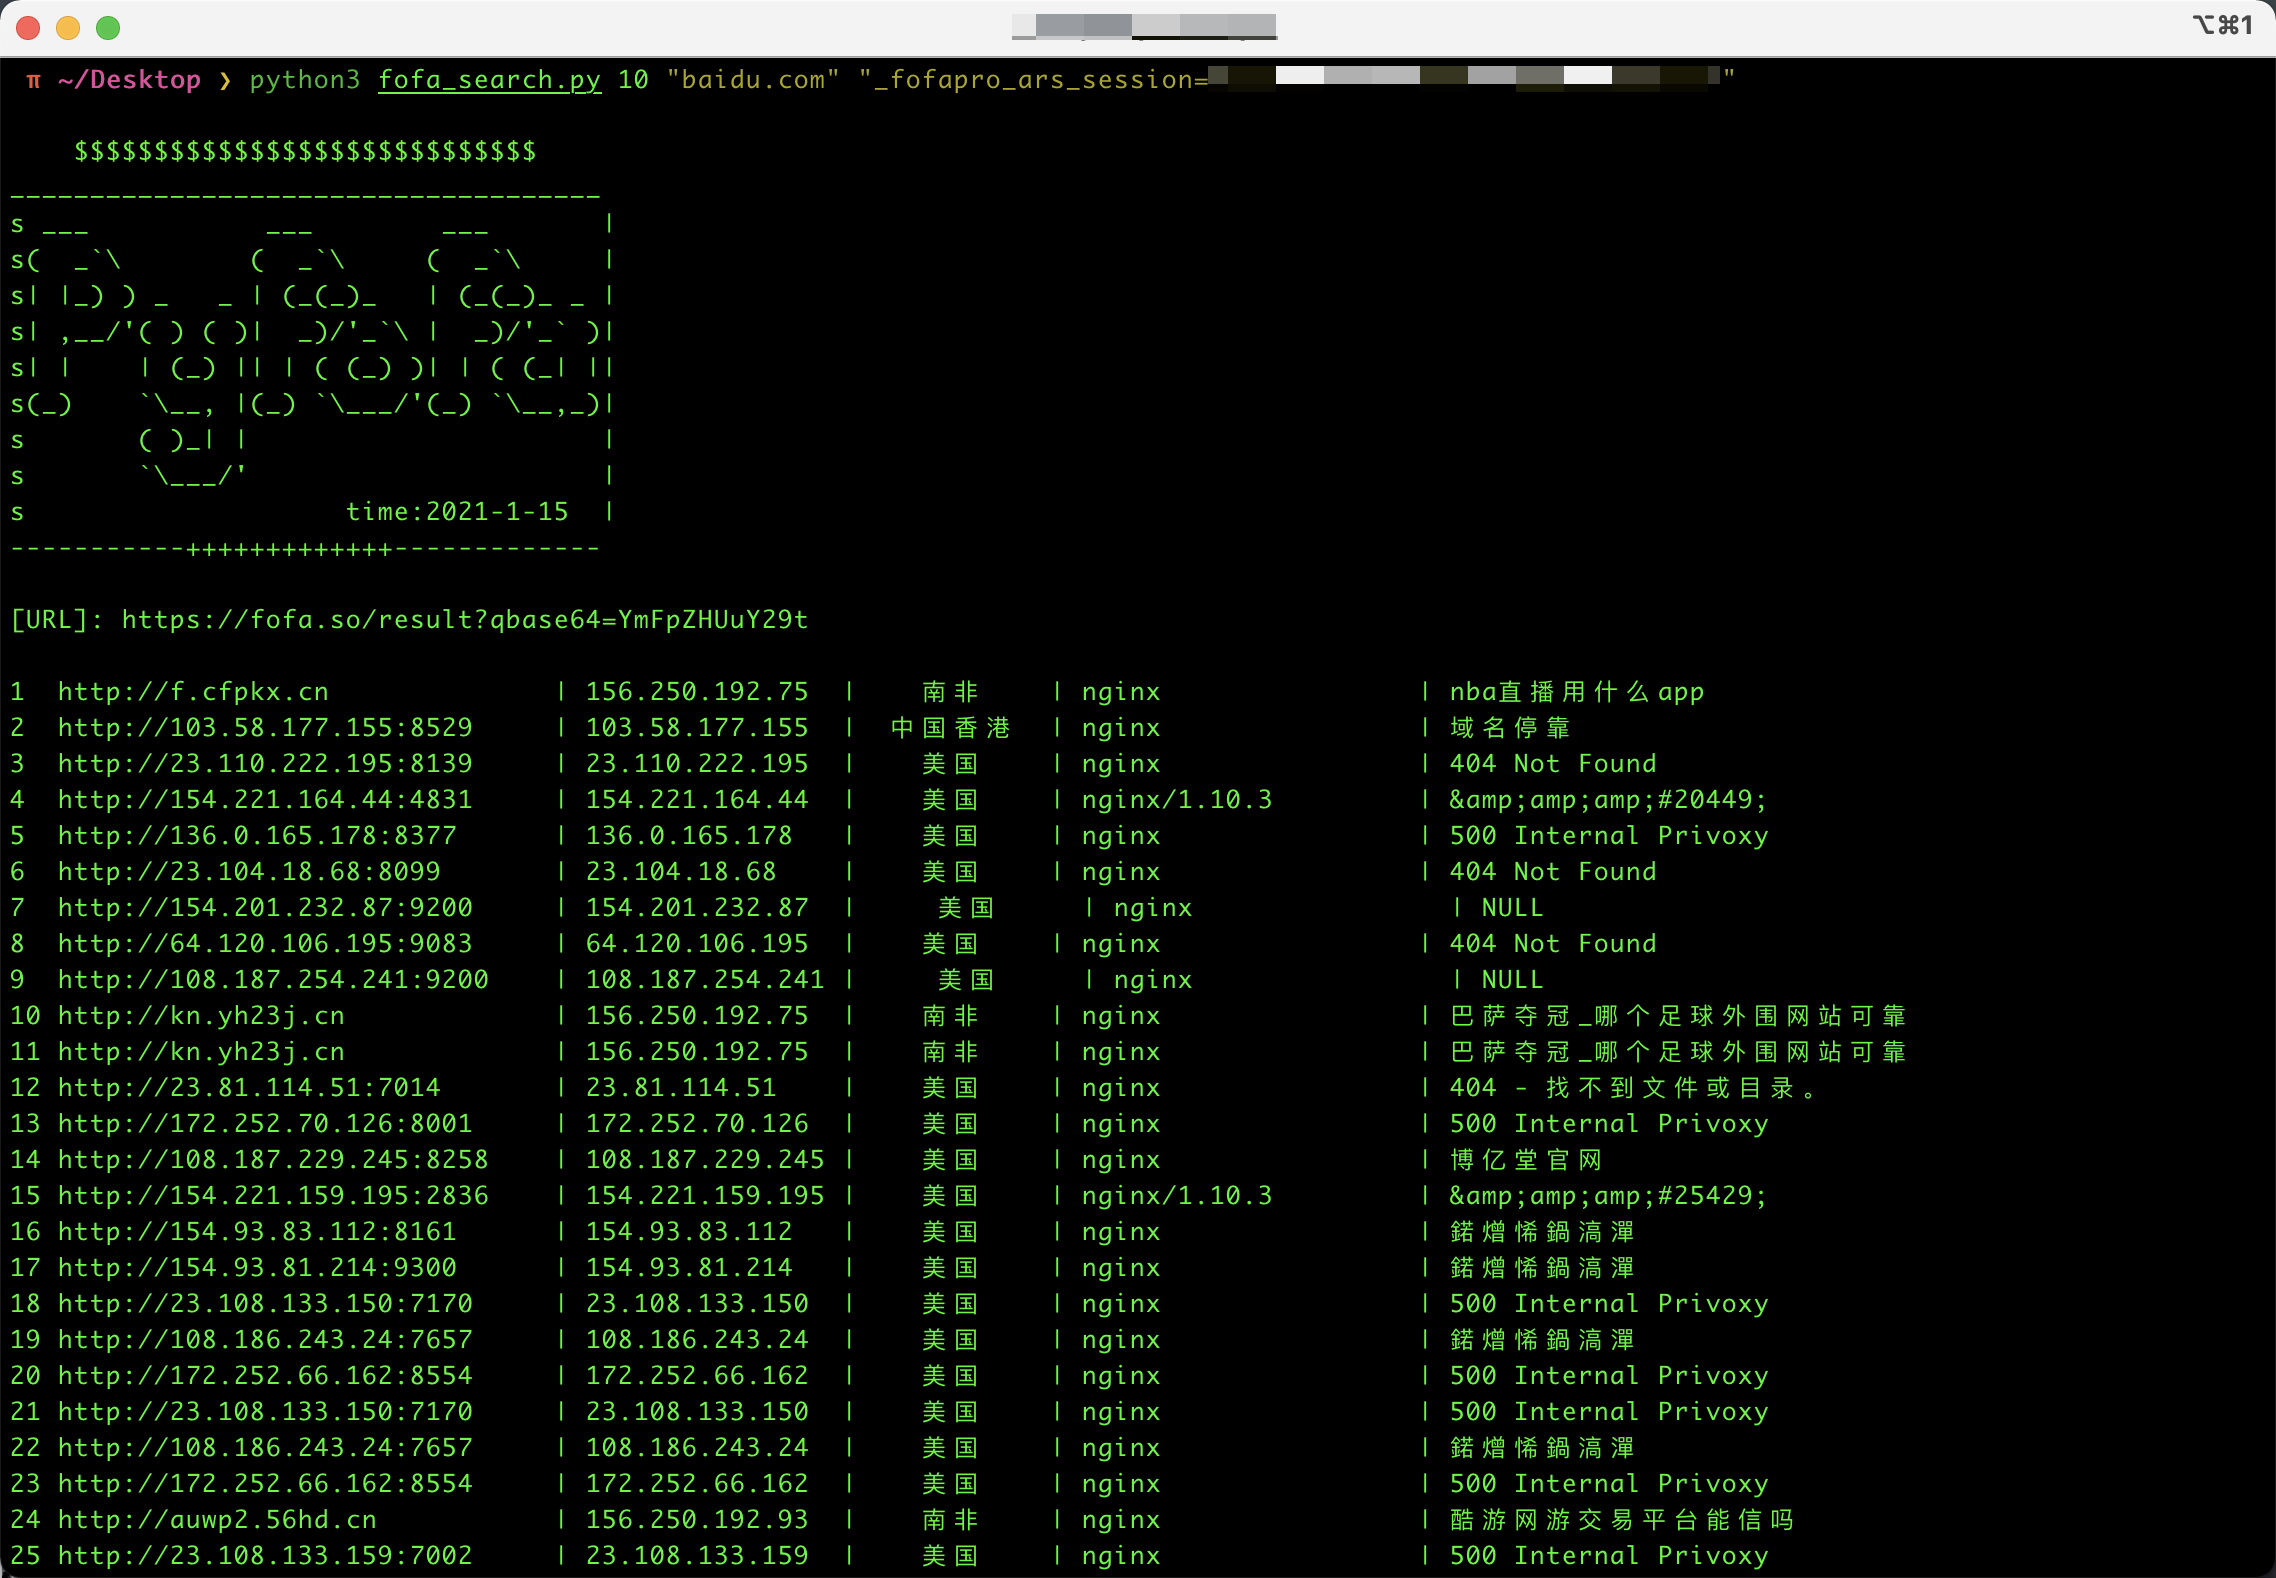 ⌥⌘1
π ~/Desktop ❯ python3 fofa_search.py 10 "baidu.com" "_fofapro_ars_session= "
    $$$$$$$$$$$$$$$$$$$$$$$$$$$$$
_____________________________________
s ___           ___        ___       |
s(  _`\        (  _`\     (  _`\     |
s| |_) ) _   _ | (_(_)_   | (_(_)_ _ |
s| ,__/'( ) ( )|  _)/'_`\ |  _)/'_` )|
s| |    | (_) || | ( (_) )| | ( (_| ||
s(_)    `\__, |(_) `\___/'(_) `\__,_)|
s       ( )_| |                      |
s       `\___/'                      |
s                    time:2021-1-15  |
-----------+++++++++++++-------------
[URL]: https://fofa.so/result?qbase64=YmFpZHUuY29t
1  http://f.cfpkx.cn | 156.250.192.75 | 南非 | nginx | nba直播用什么app
2  http://103.58.177.155:8529 | 103.58.177.155 | 中国香港 | nginx | 域名停靠
3  http://23.110.222.195:8139 | 23.110.222.195 | 美国 | nginx | 404 Not Found
4  http://154.221.164.44:4831 | 154.221.164.44 | 美国 | nginx/1.10.3 | &amp;amp;amp;#20449;
5  http://136.0.165.178:8377 | 136.0.165.178 | 美国 | nginx | 500 Internal Privoxy
6  http://23.104.18.68:8099 | 23.104.18.68 | 美国 | nginx | 404 Not Found
7  http://154.201.232.87:9200 | 154.201.232.87 | 美国 | nginx | NULL
8  http://64.120.106.195:9083 | 64.120.106.195 | 美国 | nginx | 404 Not Found
9  http://108.187.254.241:9200 | 108.187.254.241 | 美国 | nginx | NULL
10 http://kn.yh23j.cn | 156.250.192.75 | 南非 | nginx | 巴萨夺冠_哪个足球外围网站可靠
11 http://kn.yh23j.cn | 156.250.192.75 | 南非 | nginx | 巴萨夺冠_哪个足球外围网站可靠
12 http://23.81.114.51:7014 | 23.81.114.51 | 美国 | nginx | 404 - 找不到文件或目录。
13 http://172.252.70.126:8001 | 172.252.70.126 | 美国 | nginx | 500 Internal Privoxy
14 http://108.187.229.245:8258 | 108.187.229.245 | 美国 | nginx | 博亿堂官网
15 http://154.221.159.195:2836 | 154.221.159.195 | 美国 | nginx/1.10.3 | &amp;amp;amp;#25429;
16 http://154.93.83.112:8161 | 154.93.83.112 | 美国 | nginx | 鍩熷悕鍋滈潬
17 http://154.93.81.214:9300 | 154.93.81.214 | 美国 | nginx | 鍩熷悕鍋滈潬
18 http://23.108.133.150:7170 | 23.108.133.150 | 美国 | nginx | 500 Internal Privoxy
19 http://108.186.243.24:7657 | 108.186.243.24 | 美国 | nginx | 鍩熷悕鍋滈潬
20 http://172.252.66.162:8554 | 172.252.66.162 | 美国 | nginx | 500 Internal Privoxy
21 http://23.108.133.150:7170 | 23.108.133.150 | 美国 | nginx | 500 Internal Privoxy
22 http://108.186.243.24:7657 | 108.186.243.24 | 美国 | nginx | 鍩熷悕鍋滈潬
23 http://172.252.66.162:8554 | 172.252.66.162 | 美国 | nginx | 500 Internal Privoxy
24 http://auwp2.56hd.cn | 156.250.192.93 | 南非 | nginx | 酷游网游交易平台能信吗
25 http://23.108.133.159:7002 | 23.108.133.159 | 美国 | nginx | 500 Internal Privoxy